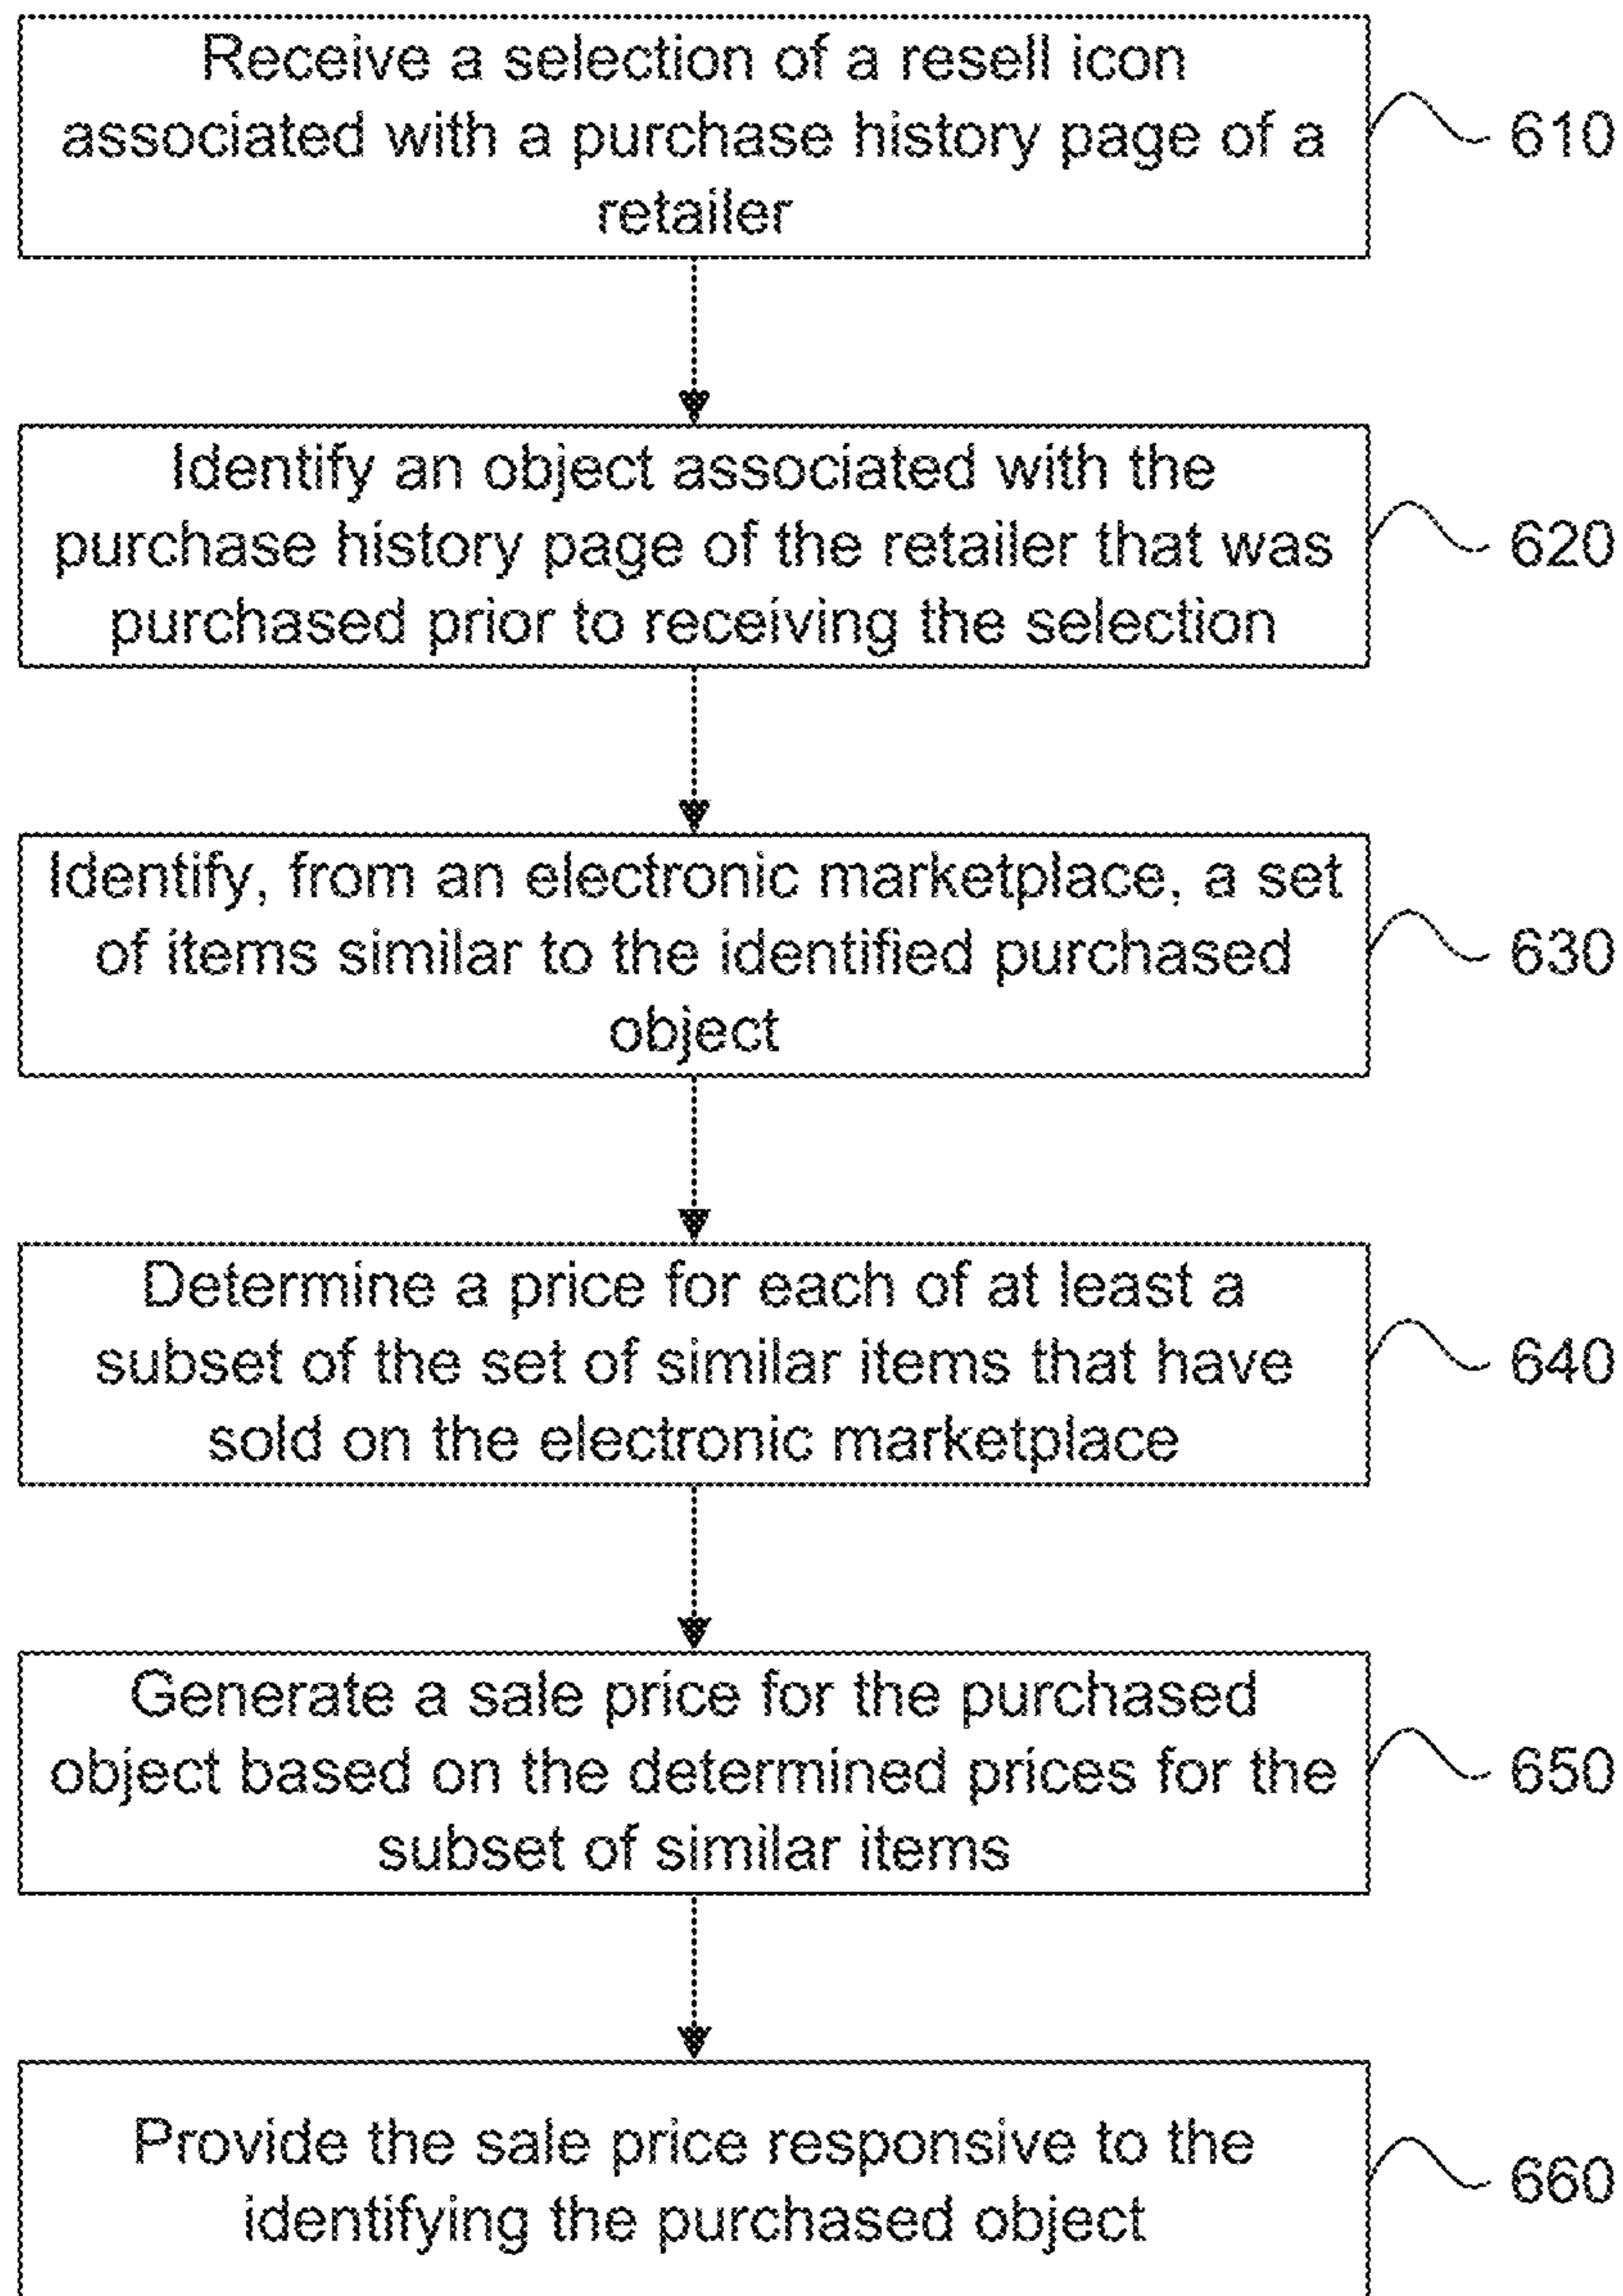 Receive a selection of a resell icon
associated with a purchase history page of a
retailer
610
Identify an object associated with the
purchase history page of the retailer that was
purchased prior to receiving the selection
620
Identify, from an electronic marketplace, a set
of items similar to the identified purchased
object
630
Determine a price for each of at least a
subset of the set of similar items that have
sold on the electronic marketplace
640
Generate a sale price for the purchased
object based on the determined prices for the
subset of similar items
650
Provide the sale price responsive to the
identifying the purchased object
660